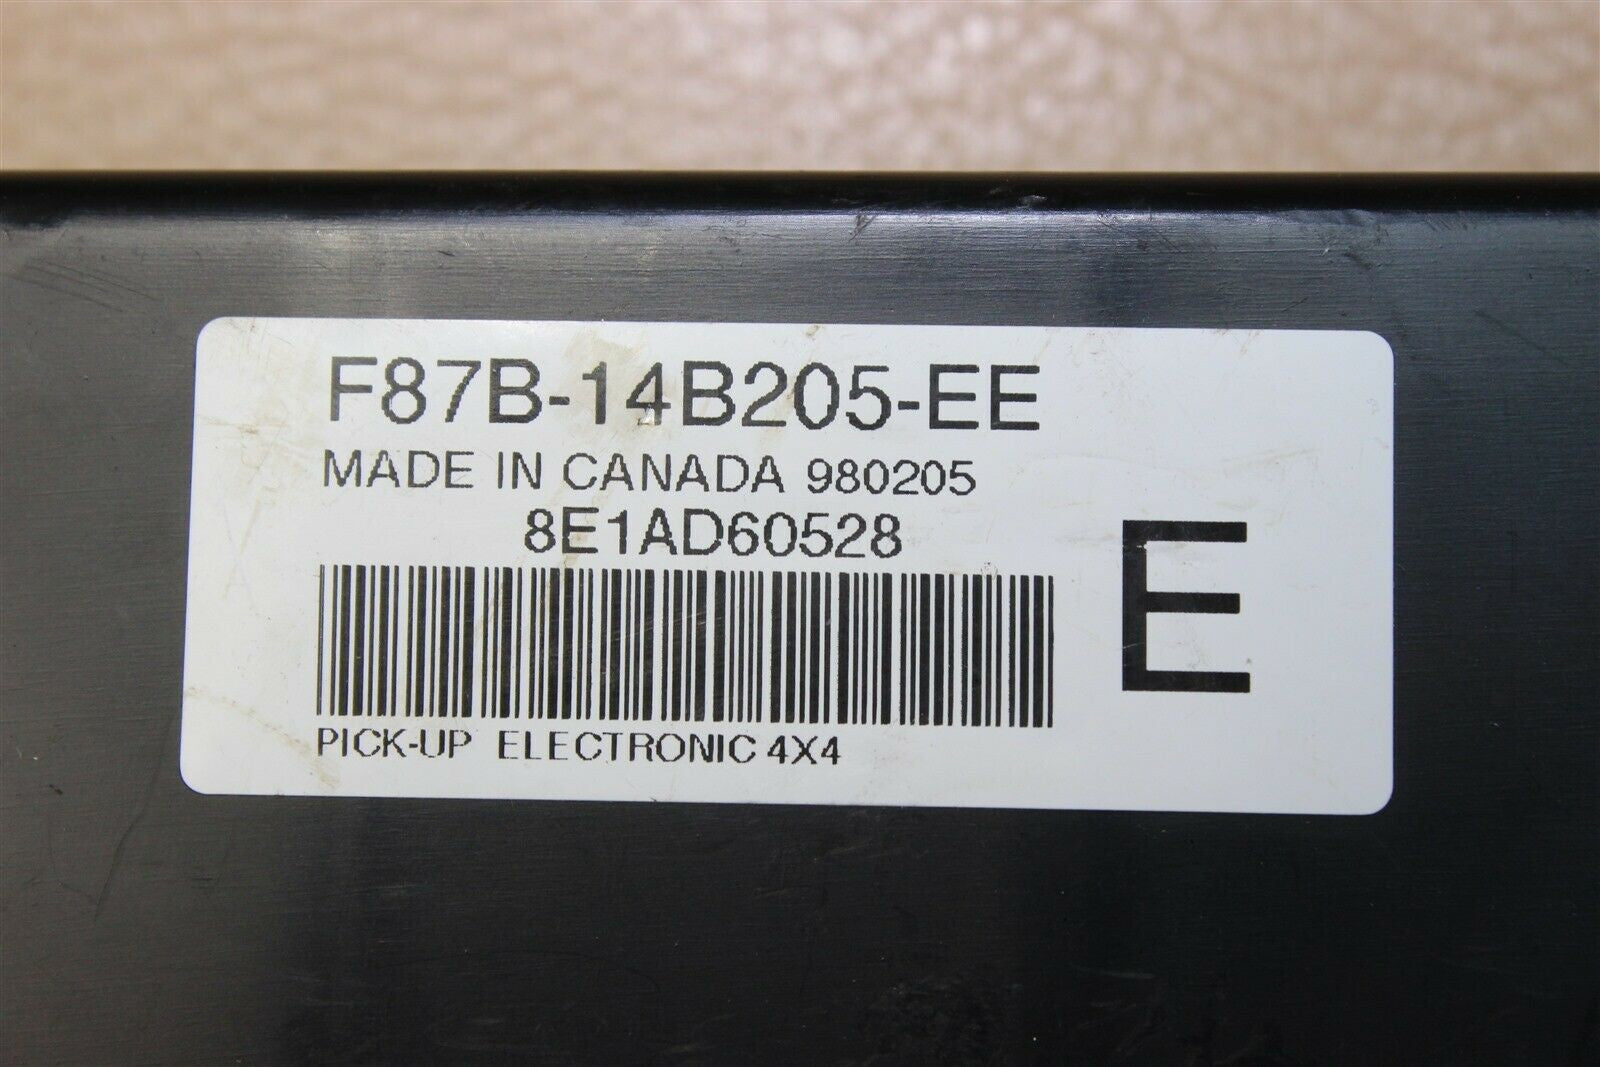 F87B-14B205-EE
MADE IN CANADA 980205
8E1AD60528
E
PICK-UP ELECTRONIC 4X4